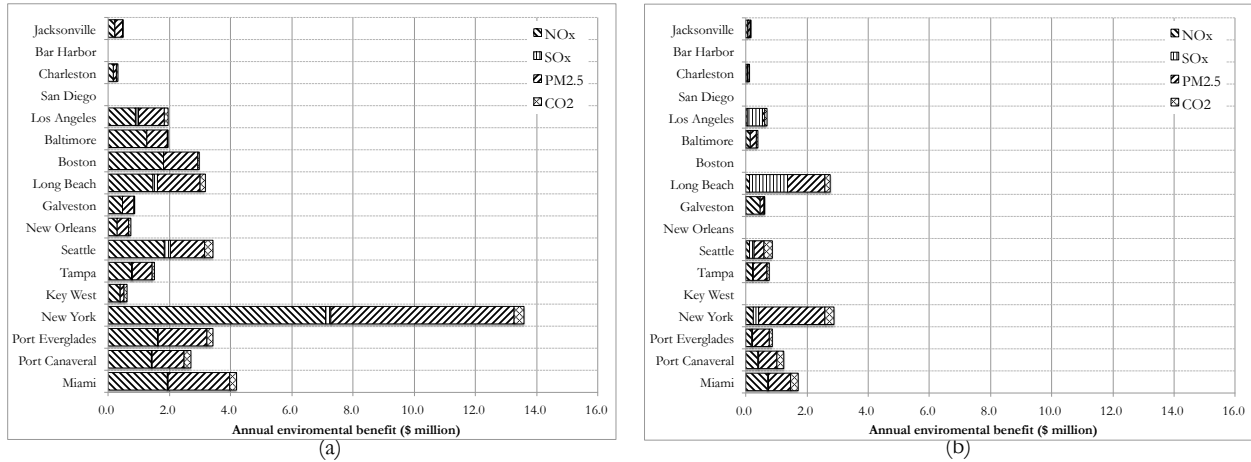 Jacksonville
Bar Harbor
Charleston
San Diego
Los Angeles
Baltimore
Boston
Long Beach
Galveston
New Orleans
Seattle
Tampa
Key West
New York
Port Everglades
Port Canaveral
Miami
NOx
SOx
PM2.5
CO2
0.0 2.0 4.0 6.0 8.0 10.0 12.0 14.0 16.0
Annual enviromental benefit ($ million)
(a)
Jacksonville
Bar Harbor
Charleston
San Diego
Los Angeles
Baltimore
Boston
Long Beach
Galveston
New Orleans
Seattle
Tampa
Key West
New York
Port Everglades
Port Canaveral
Miami
NOx
SOx
PM2.5
CO2
0.0 2.0 4.0 6.0 8.0 10.0 12.0 14.0 16.0
Annual enviromental benefit ($ million)
(b)